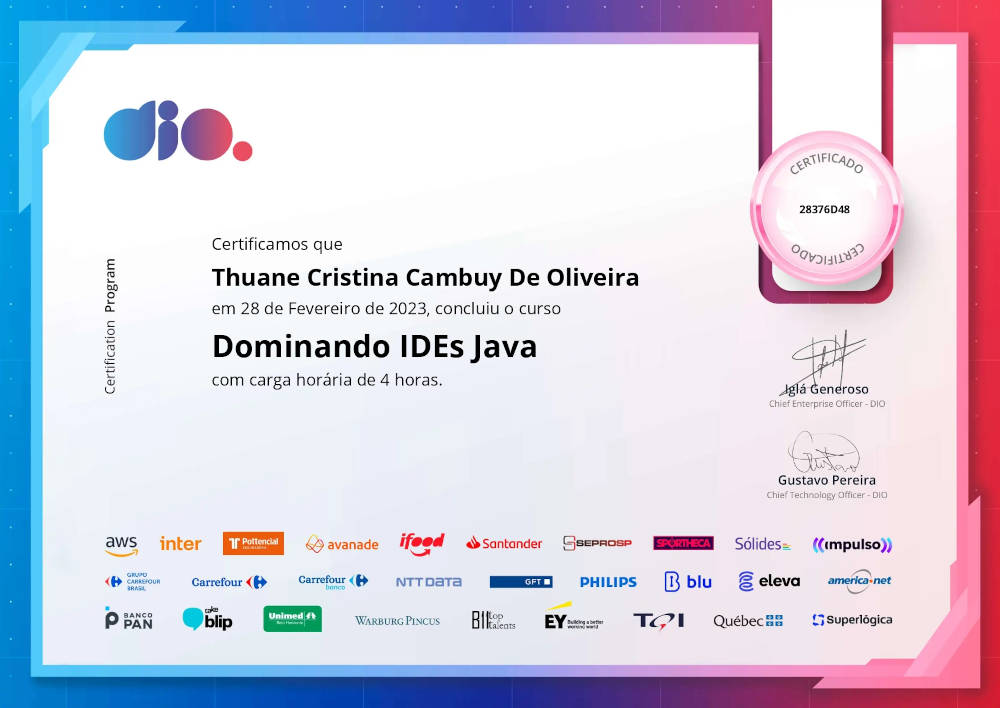 dio.
CERTIFICADO
28376D48
CERTIFICADO
Certification Program
Certificamos que
Thuane Cristina Cambuy De Oliveira
em 28 de Fevereiro de 2023, concluiu o curso
Dominando IDEs Java
com carga horária de 4 horas.
Iglá Generoso
Chief Enterprise Officer - DIO
Gustavo Pereira
Chief Technology Officer - DIO
aws inter Pottencial avanade ifood Santander SEPROSP SPORTHECA Sólides impulso
GRUPO CARREFOUR BRASIL Carrefour Carrefour banco NTT DATA GFT PHILIPS blu eleva america net
BANCO PAN take blip Unimed Belo Horizonte WARBURG PINCUS BH top talents EY Building a better working world Québec Superlógica